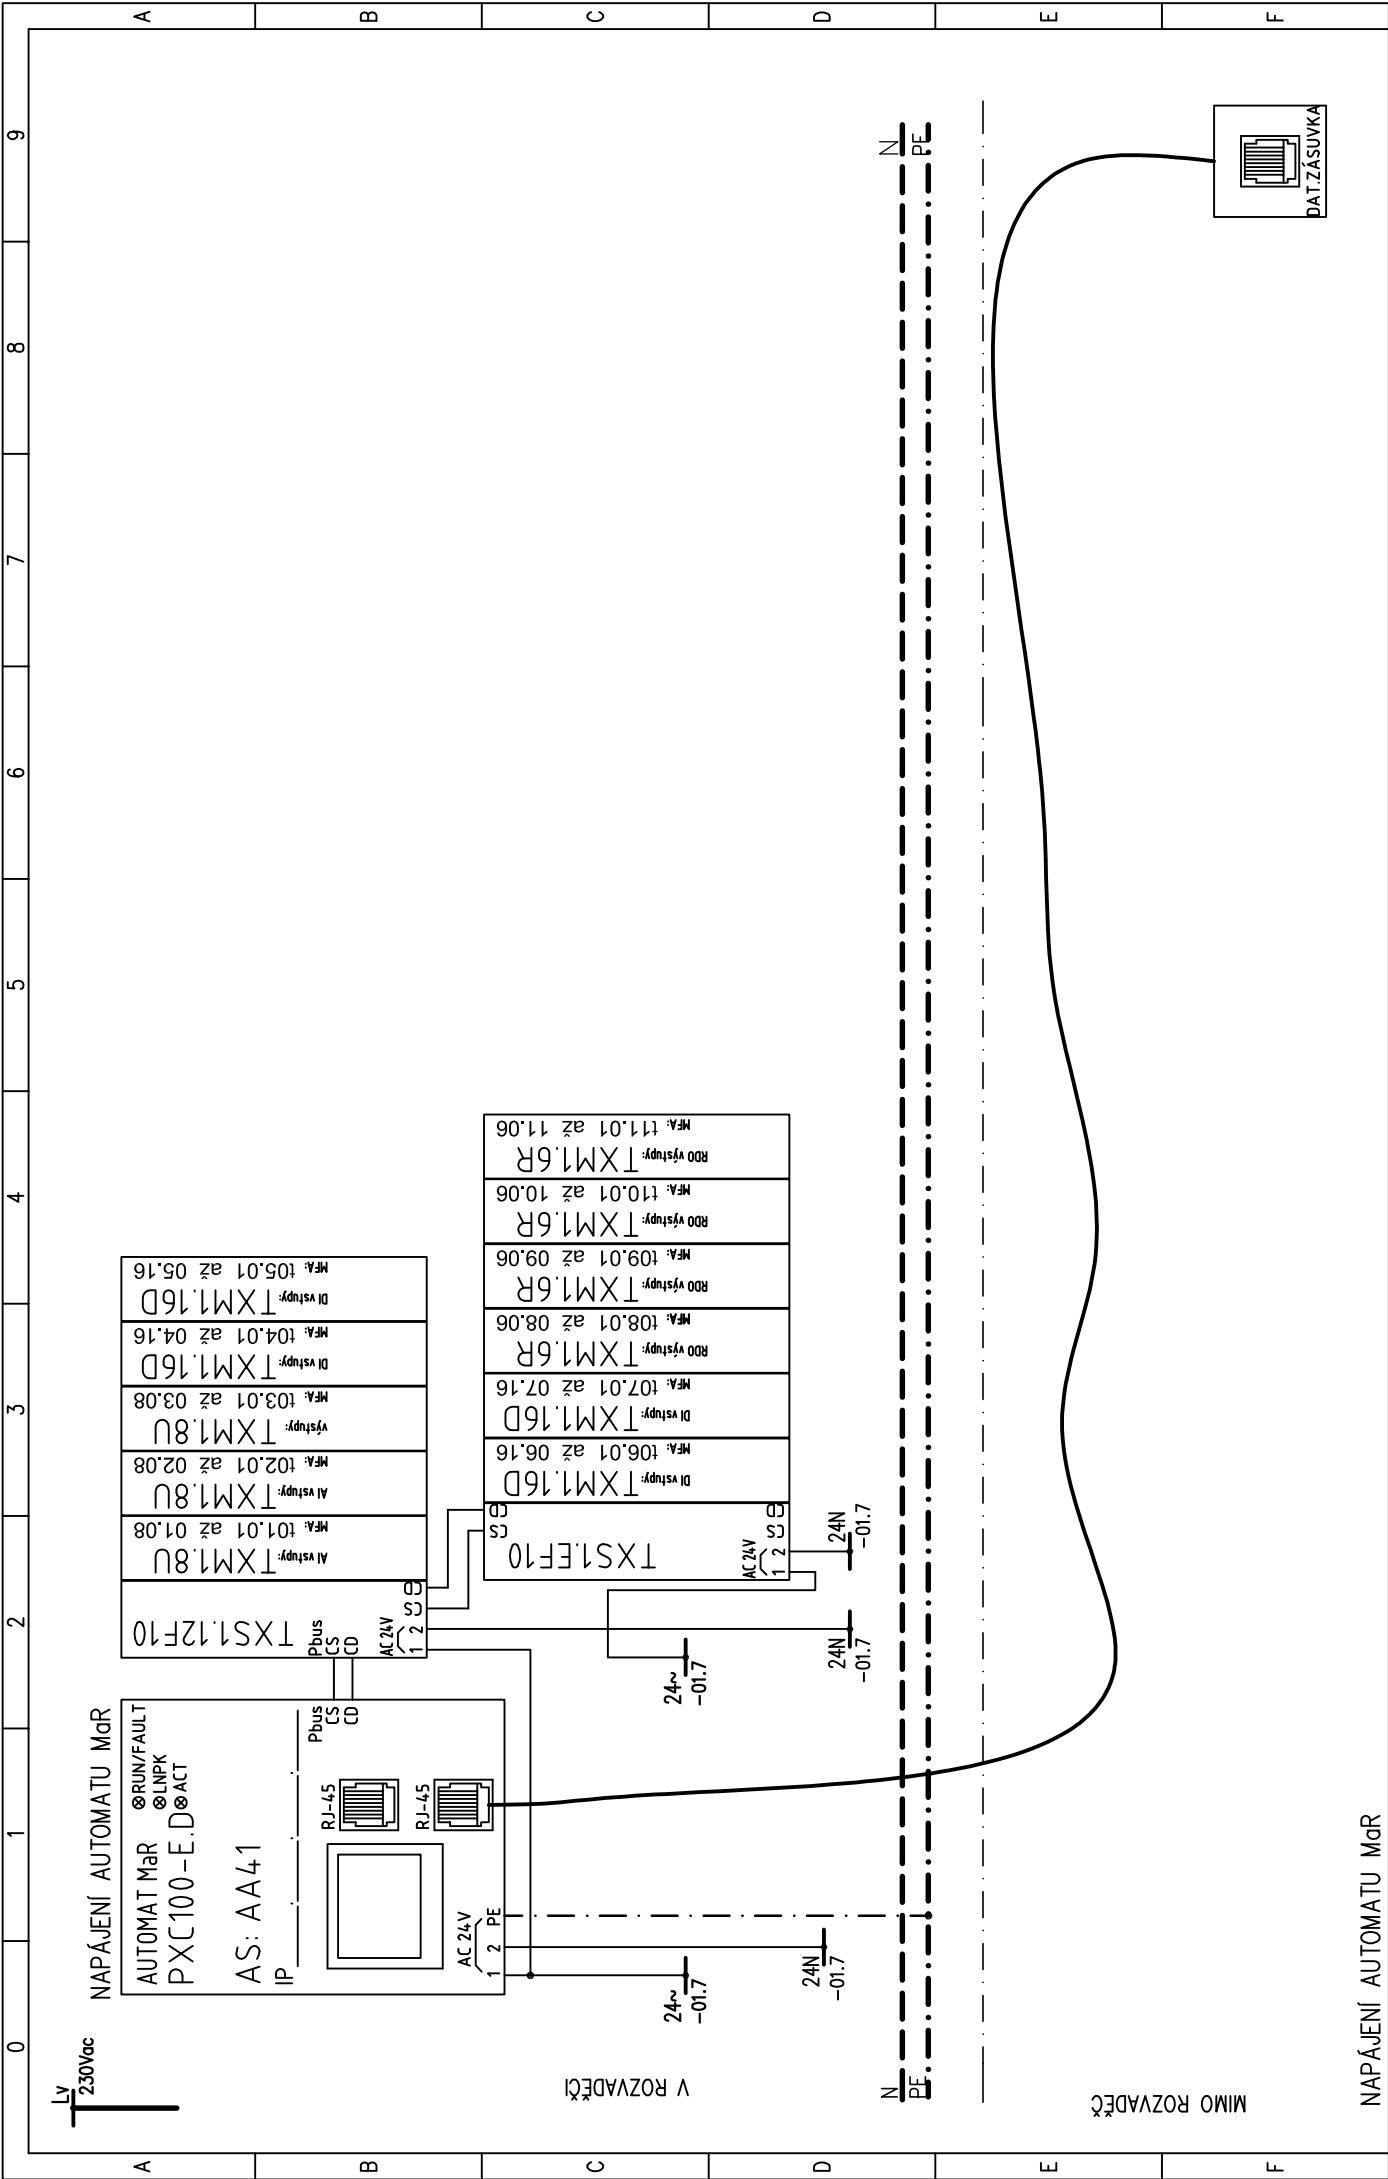 0 1 2 3 4 5 6 7 8 9
A A
B B
C C
D D
E E
F F
Lv
230Vac
NAPÁJENÍ AUTOMATU MaR
AUTOMAT MaR
PXC100-E.D
RUN/FAULT
LNPK
ACT
AS: AA41
IP
Pbus
CS
CD
RJ-45
RJ-45
AC 24V
1 2 PE
24~
-01.7
24N
-01.7
TXS1.12F10
Pbus
CS
CD
AC 24V
1 2
CS CD
AI vstupy: TXM1.8U
MFA: t01.01 až 01.08
AI vstupy: TXM1.8U
MFA: t02.01 až 02.08
výstupy: TXM1.8U
MFA: t03.01 až 03.08
DI vstupy: TXM1.16D
MFA: t04.01 až 04.16
DI vstupy: TXM1.16D
MFA: t05.01 až 05.16
24~
-01.7
24N
-01.7
TXS1.EF10
CS CD
AC 24V
1 2
CS CD
24N
-01.7
DI vstupy: TXM1.16D
MFA: t06.01 až 06.16
DI vstupy: TXM1.16D
MFA: t07.01 až 07.16
RDO výstupy: TXM1.6R
MFA: t08.01 až 08.06
RDO výstupy: TXM1.6R
MFA: t09.01 až 09.06
RDO výstupy: TXM1.6R
MFA: t10.01 až 10.06
RDO výstupy: TXM1.6R
MFA: t11.01 až 11.06
V ROZVADĚČI
N N
PE PE
MIMO ROZVADĚČ
DAT.ZÁSUVKA
NAPÁJENÍ AUTOMATU MaR